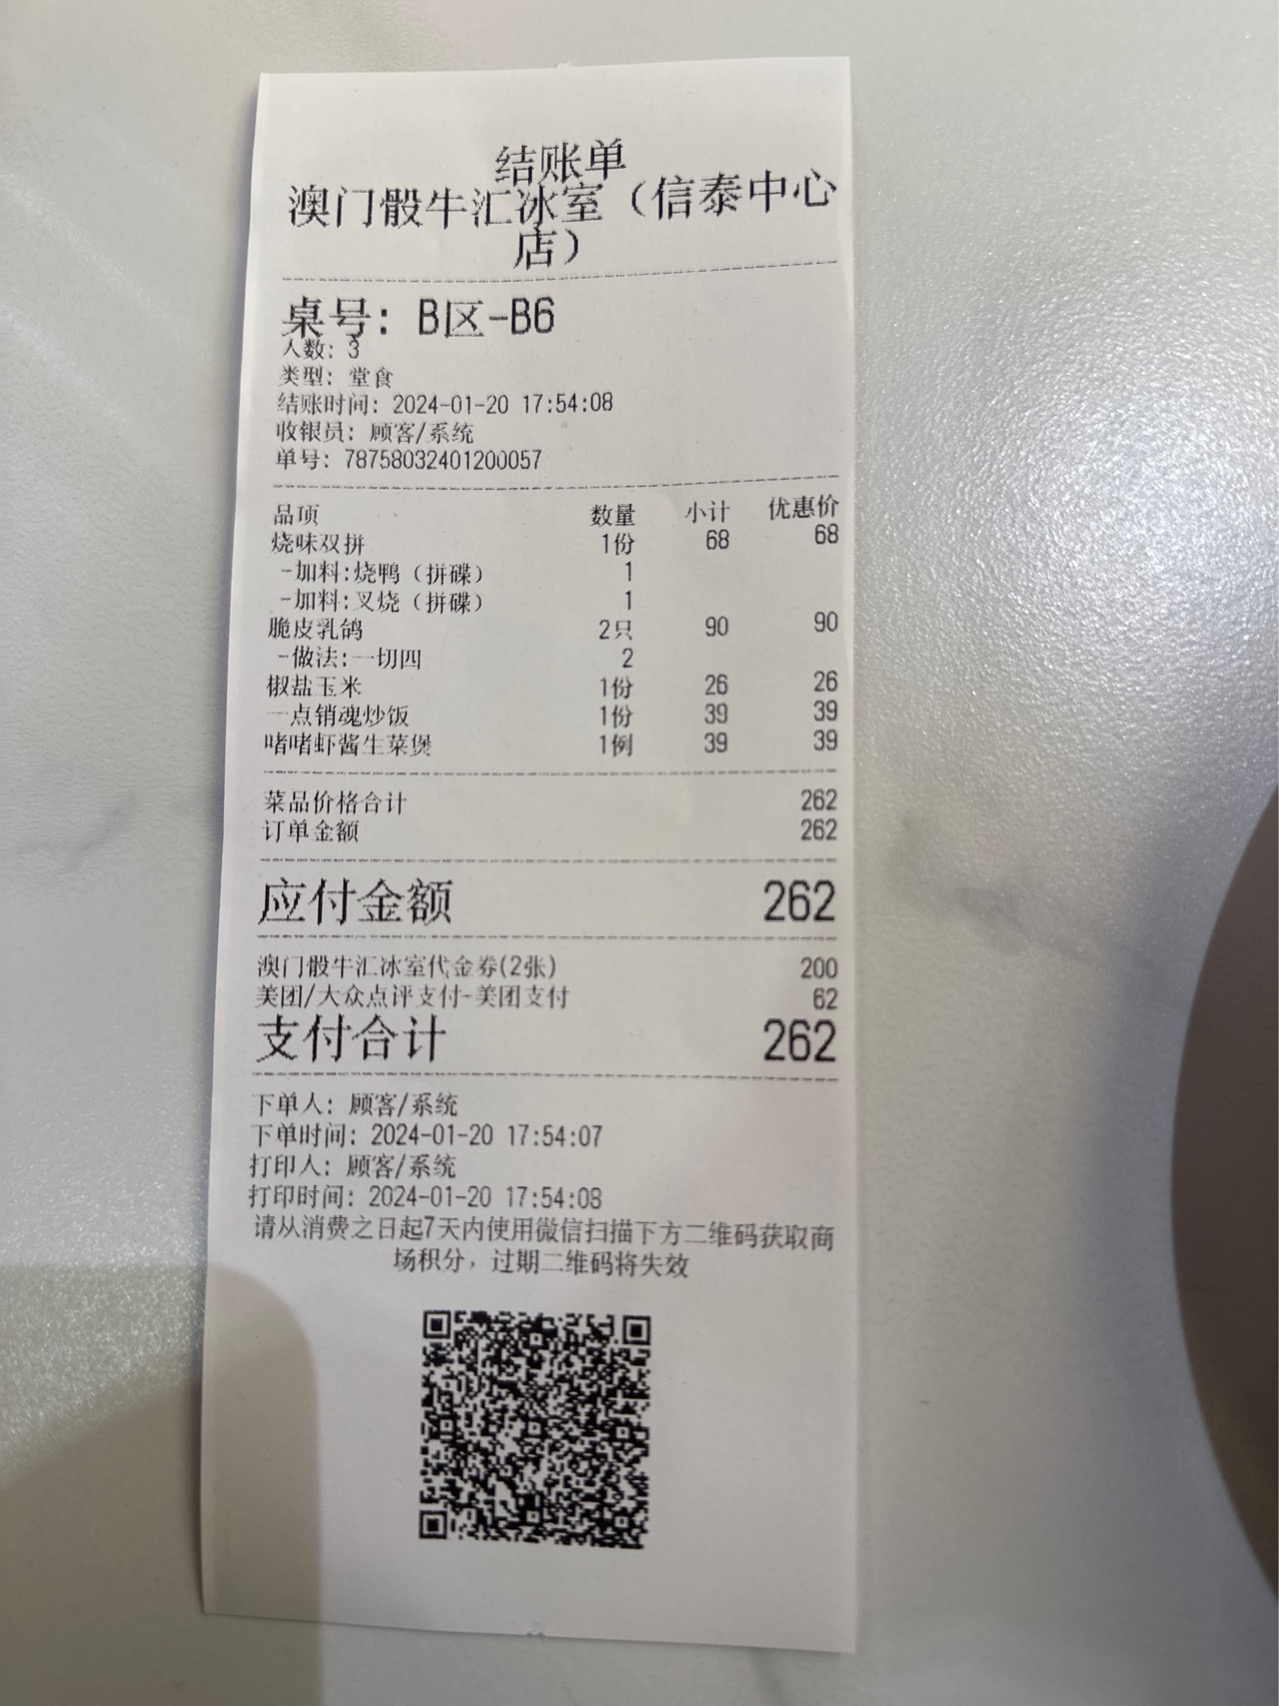 结账单
澳门骰牛汇冰室（信泰中心
店）
桌号: B区-B6
人数: 3
类型: 堂食
结账时间: 2024-01-20 17:54:08
收银员: 顾客/系统
单号: 78758032401200057
品项 数量 小计 优惠价
烧味双拼 1份 68 68
-加料:烧鸭（拼碟） 1
-加料:叉烧（拼碟） 1
脆皮乳鸽 2只 90 90
-做法:一切四 2
椒盐玉米 1份 26 26
一点销魂炒饭 1份 39 39
啫啫虾酱生菜煲 1例 39 39
菜品价格合计 262
订单金额 262
应付金额 262
澳门骰牛汇冰室代金券(2张) 200
美团/大众点评支付-美团支付 62
支付合计 262
下单人: 顾客/系统
下单时间: 2024-01-20 17:54:07
打印人: 顾客/系统
打印时间: 2024-01-20 17:54:08
请从消费之日起7天内使用微信扫描下方二维码获取商
场积分，过期二维码将失效